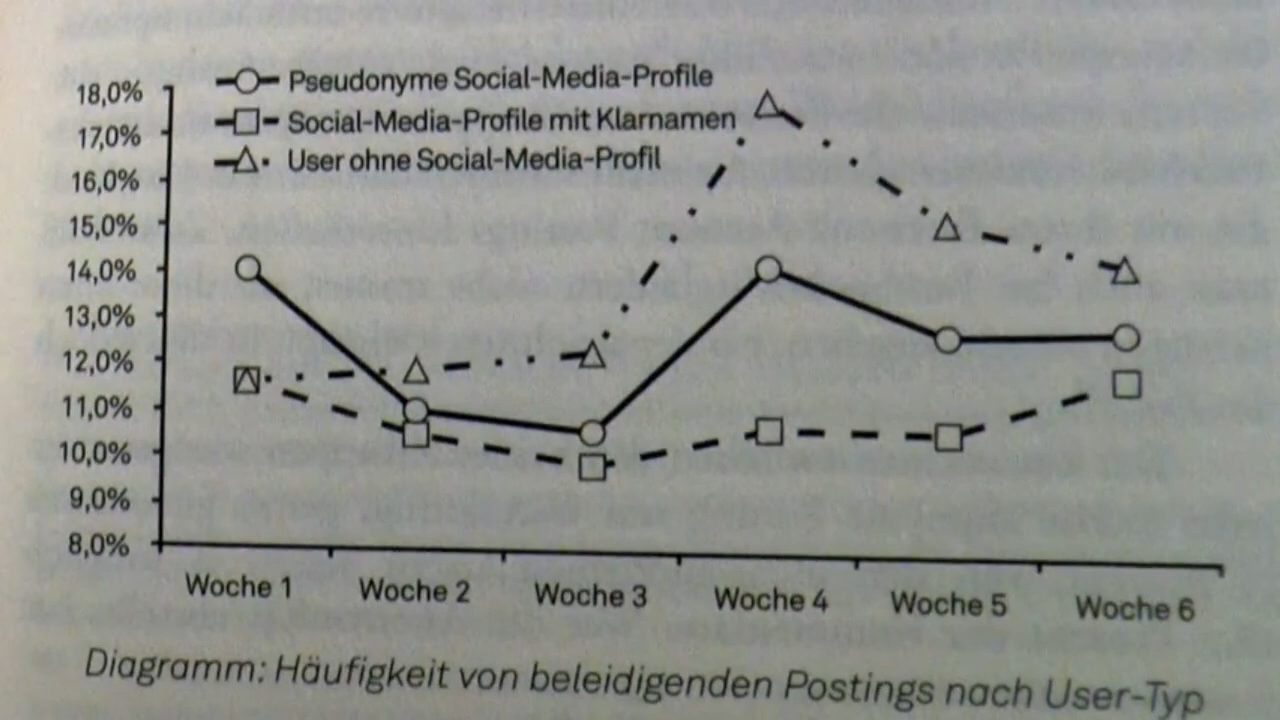 Pseudonyme Social-Media-Profile
Social-Media-Profile mit Klarnamen
User ohne Social-Media-Profil
18,0%
17,0%
16,0%
15,0%
14,0%
13,0%
12,0%
11,0%
10,0%
9,0%
8,0%
Woche 1 Woche 2 Woche 3 Woche 4 Woche 5 Woche 6
Diagramm: Häufigkeit von beleidigenden Postings nach User-Typ